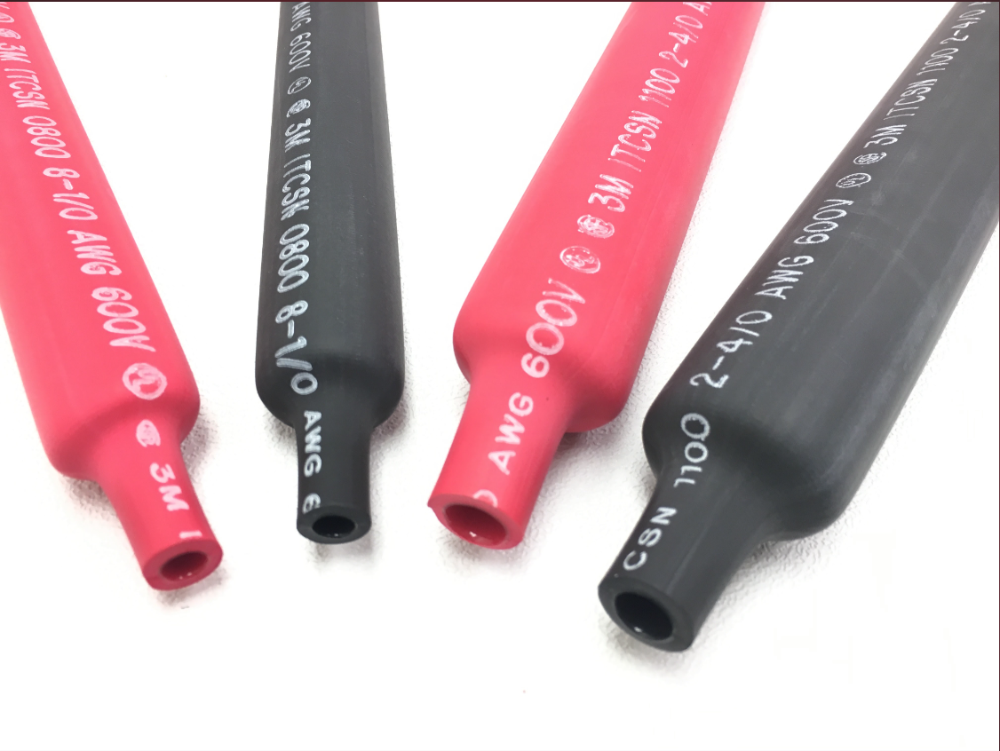 3M ITCSN 0800 8-1/0 AWG 600V 3M
AWG 600V 3M ITCSN 0800 8-1/0 AWG 6
AWG 600V 3M ITCSN 1100 2-4/0
CSN 1100 2-4/0 AWG 600V 3M ITCSN 1100 2-4/0